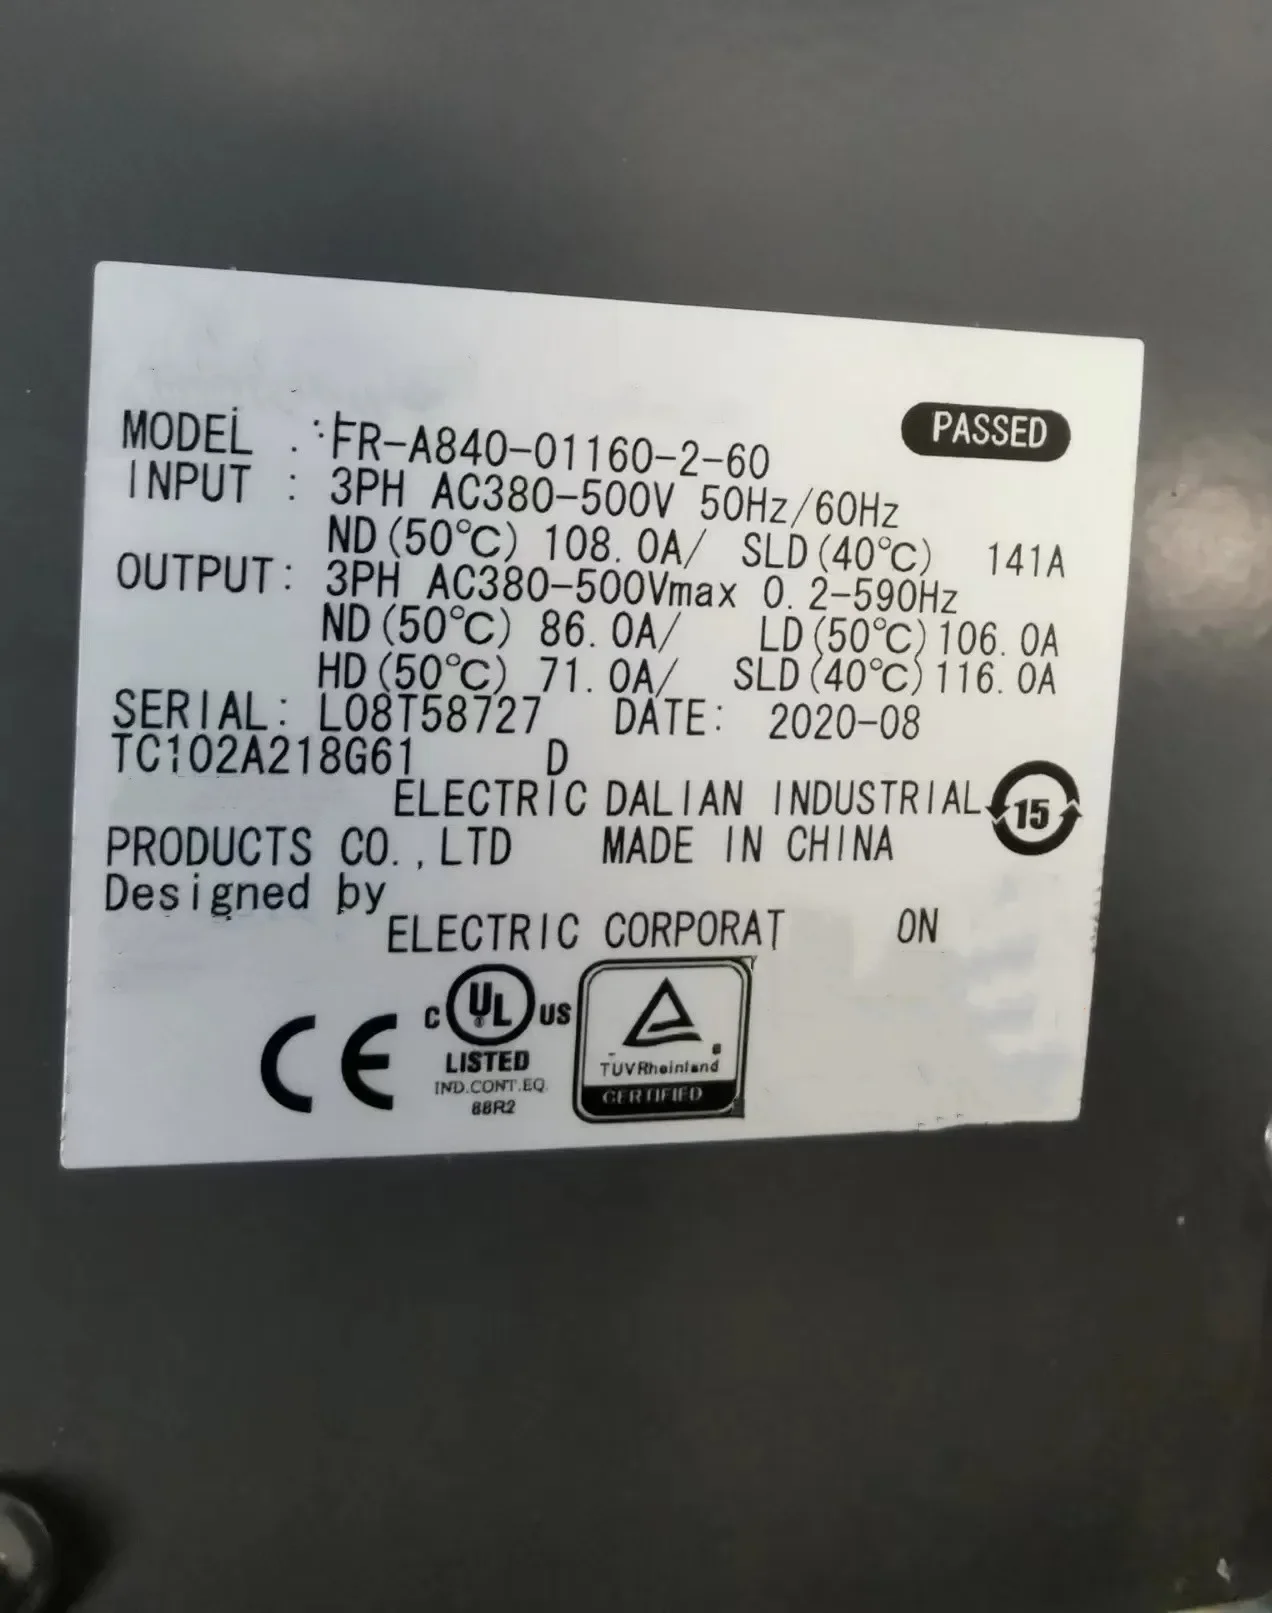 PASSED
MODEL : FR-A840-01160-2-60
INPUT : 3PH AC380-500V 50Hz/60Hz
ND(50℃) 108.0A/ SLD(40℃) 141A
OUTPUT: 3PH AC380-500Vmax 0.2-590Hz
ND(50℃) 86.0A/ LD(50℃)106.0A
HD(50℃) 71.0A/ SLD(40℃)116.0A
SERIAL: L08T58727 DATE: 2020-08
TC102A218G61 D
ELECTRIC DALIAN INDUSTRIAL
15
PRODUCTS CO.,LTD MADE IN CHINA
Designed by
ELECTRIC CORPORAT ON
CE
C UL ® US
LISTED
IND.CONT.EQ.
88R2
TÜVRheinland
CERTIFIED